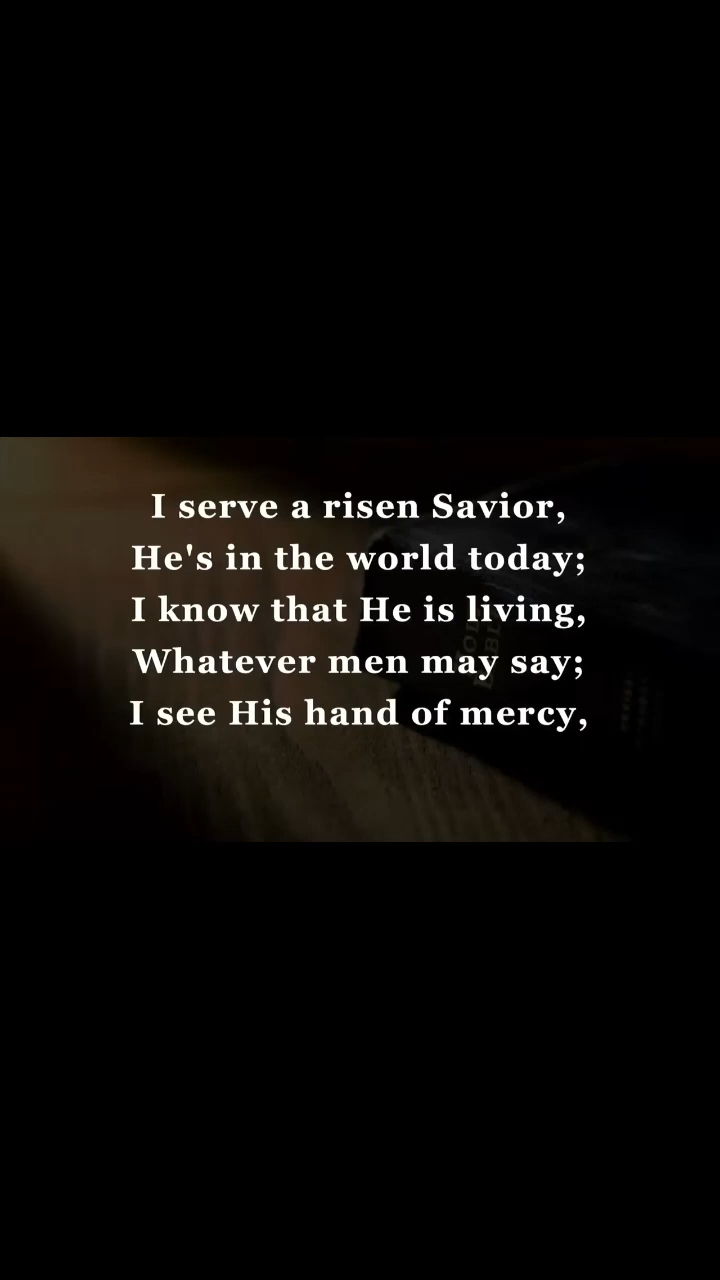 I serve a risen Savior,
He's in the world today;
I know that He is living,
Whatever men may say;
I see His hand of mercy,